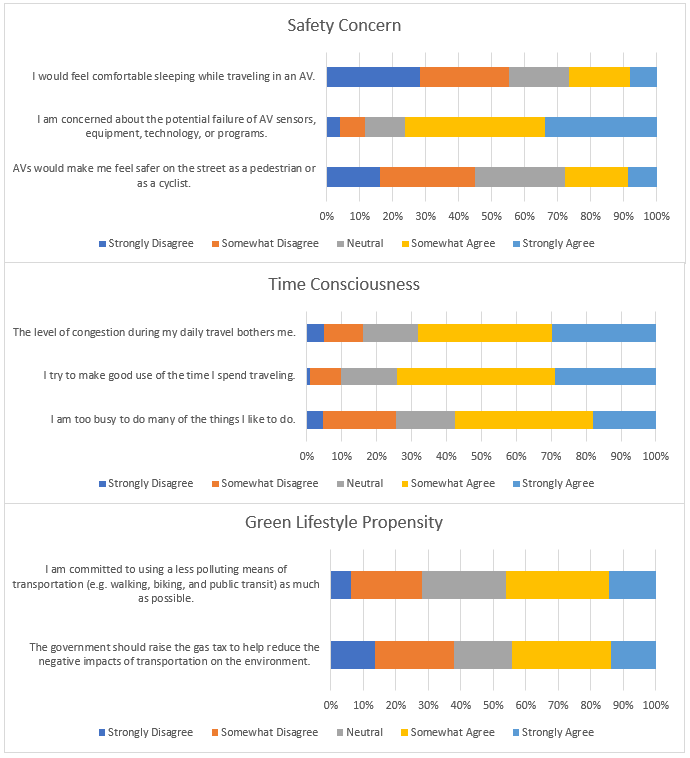 Safety Concern
I would feel comfortable sleeping while traveling in an AV.
I am concerned about the potential failure of AV sensors,
equipment, technology, or programs.
AVs would make me feel safer on the street as a pedestrian or
as a cyclist.
0% 10% 20% 30% 40% 50% 60% 70% 80% 90% 100%
Strongly Disagree Somewhat Disagree Neutral Somewhat Agree Strongly Agree
Time Consciousness
The level of congestion during my daily travel bothers me.
I try to make good use of the time I spend traveling.
I am too busy to do many of the things I like to do.
0% 10% 20% 30% 40% 50% 60% 70% 80% 90% 100%
Strongly Disagree Somewhat Disagree Neutral Somewhat Agree Strongly Agree
Green Lifestyle Propensity
I am committed to using a less polluting means of
transportation (e.g. walking, biking, and public transit) as much
as possible.
The government should raise the gas tax to help reduce the
negative impacts of transportation on the environment.
0% 10% 20% 30% 40% 50% 60% 70% 80% 90% 100%
Strongly Disagree Somewhat Disagree Neutral Somewhat Agree Strongly Agree